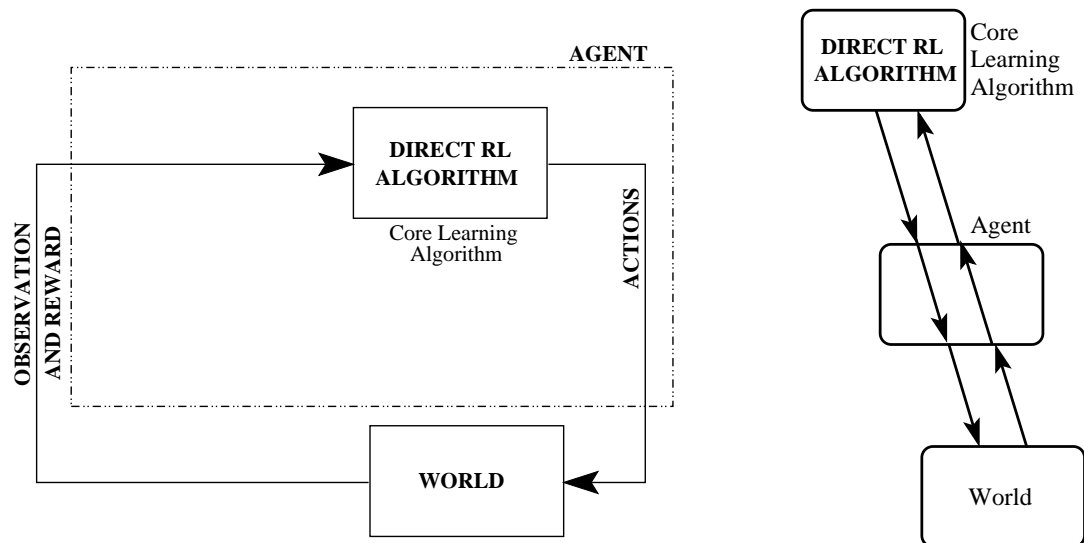 AGENT
DIRECT RL
ALGORITHM
Core Learning
Algorithm
OBSERVATION
AND REWARD
ACTIONS
WORLD
DIRECT RL
ALGORITHM
Core
Learning
Algorithm
Agent
World